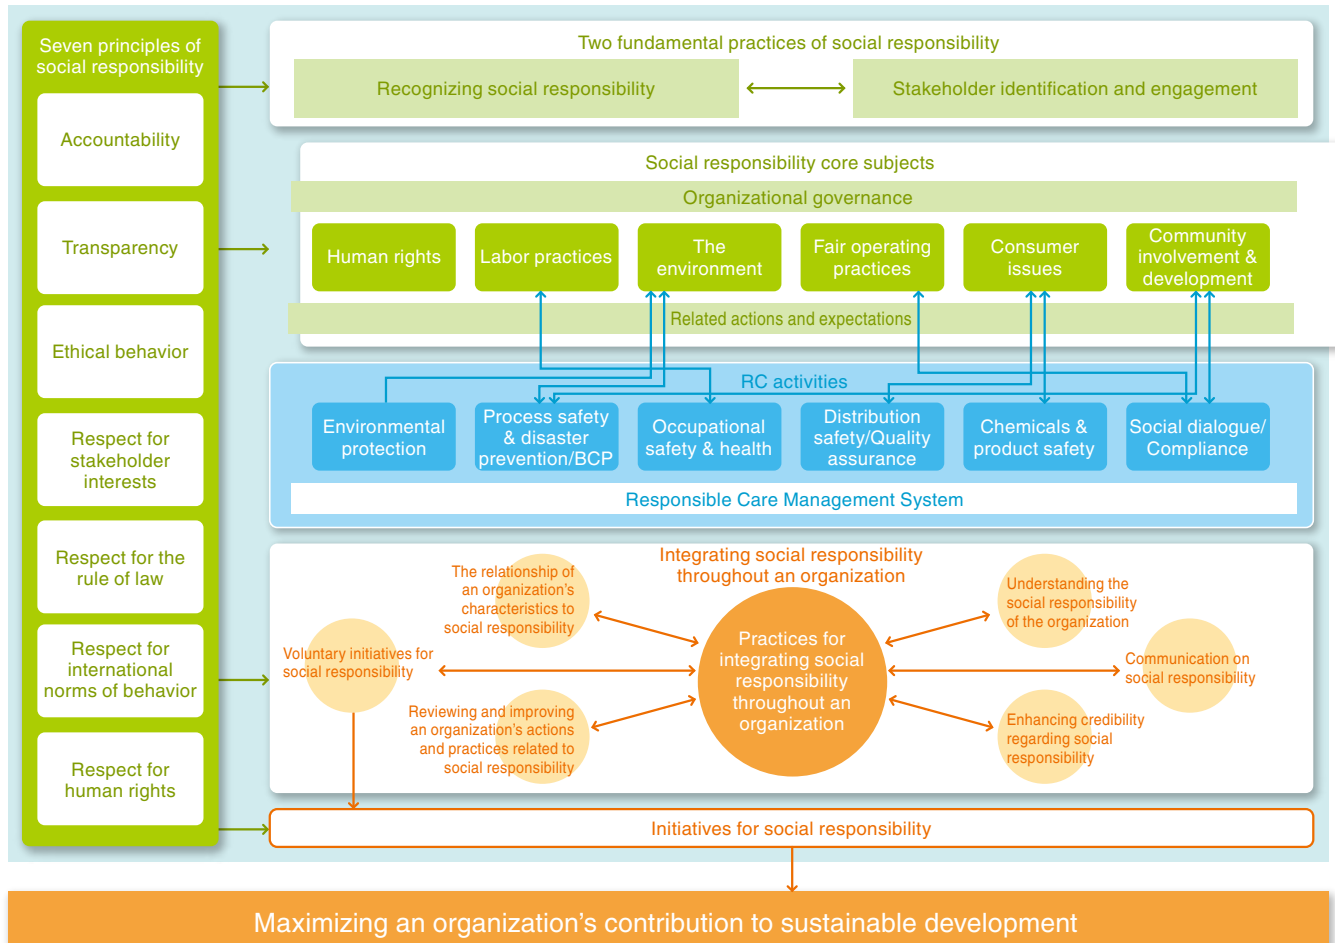 Seven principles of
social responsibility
Accountability
Transparency
Ethical behavior
Respect for
stakeholder
interests
Respect for the
rule of law
Respect for
international
norms of behavior
Respect for
human rights
Two fundamental practices of social responsibility
Recognizing social responsibility
Stakeholder identification and engagement
Social responsibility core subjects
Organizational governance
Human rights
Labor practices
The
environment
Fair operating
practices
Consumer
issues
Community
involvement &
development
Related actions and expectations
RC activities
Environmental
protection
Process safety
& disaster
prevention/BCP
Occupational
safety & health
Distribution
safety/Quality
assurance
Chemicals &
product safety
Social dialogue/
Compliance
Responsible Care Management System
Integrating social responsibility
throughout an organization
The relationship of
an organization’s
characteristics to
social responsibility
Voluntary initiatives for
social responsibility
Reviewing and improving
an organization’s actions
and practices related to
social responsibility
Practices for
integrating social
responsibility
throughout an
organization
Understanding the
social responsibility
of the organization
Communication on
social responsibility
Enhancing credibility
regarding social
responsibility
Initiatives for social responsibility
Maximizing an organization’s contribution to sustainable development